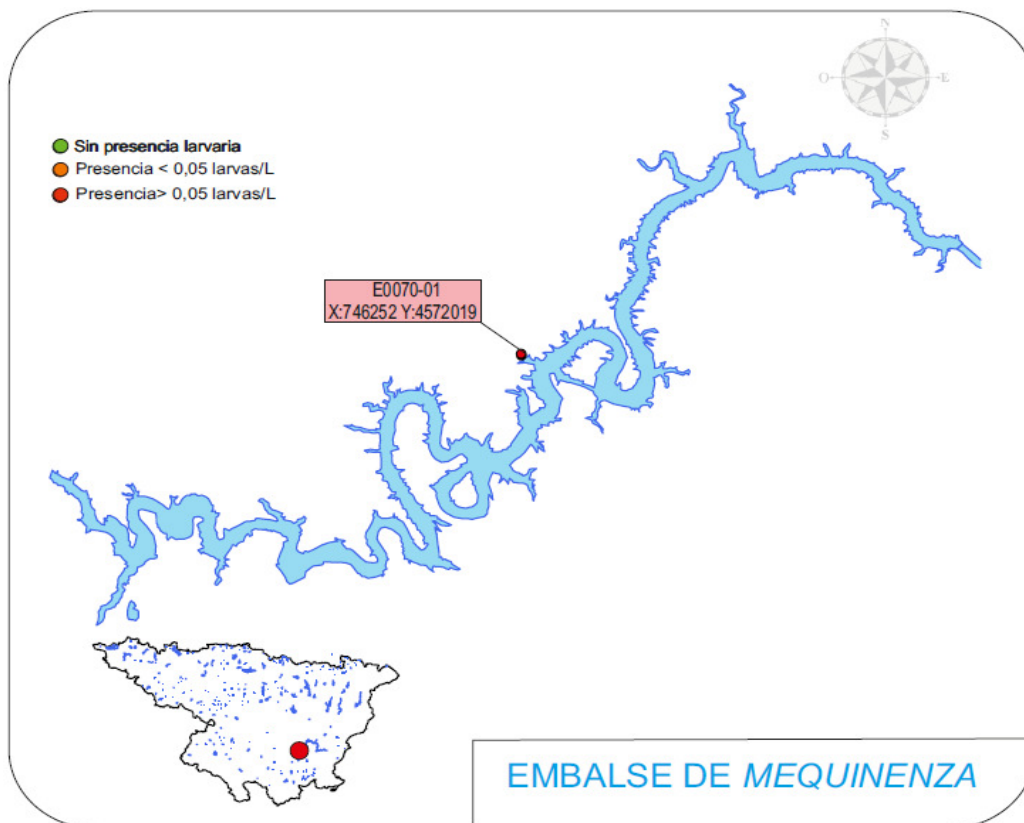 N
O E
S
Sin presencia larvaria
Presencia < 0,05 larvas/L
Presencia> 0,05 larvas/L
E0070-01
X:746252 Y:4572019
EMBALSE DE MEQUINENZA